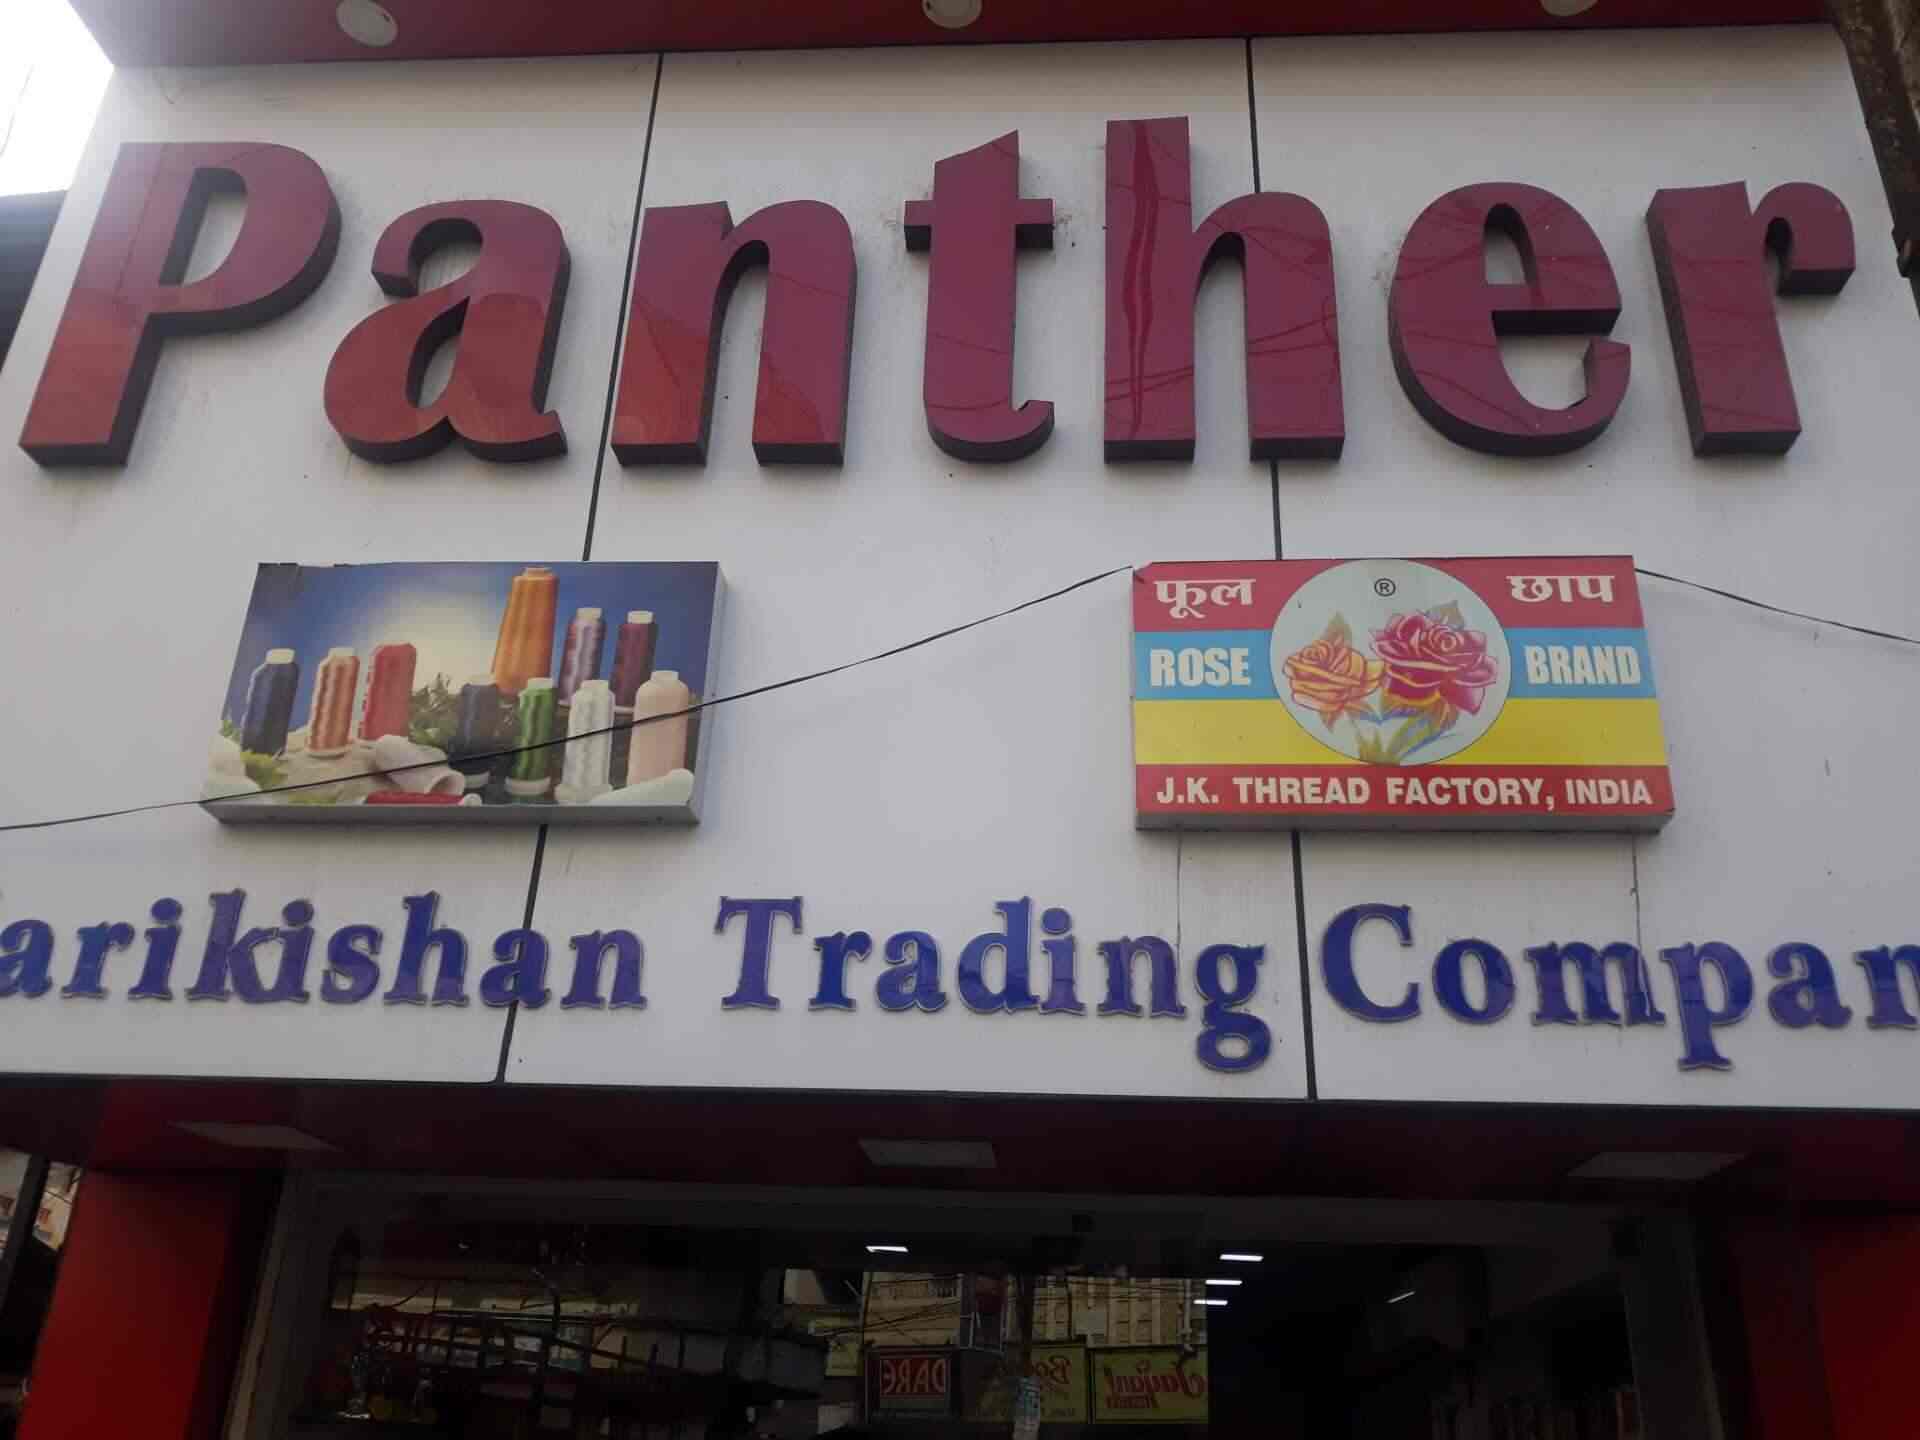 Panther
फूल ® छाप
ROSE BRAND
J.K. THREAD FACTORY, INDIA
arikishan Trading Compan
DARE